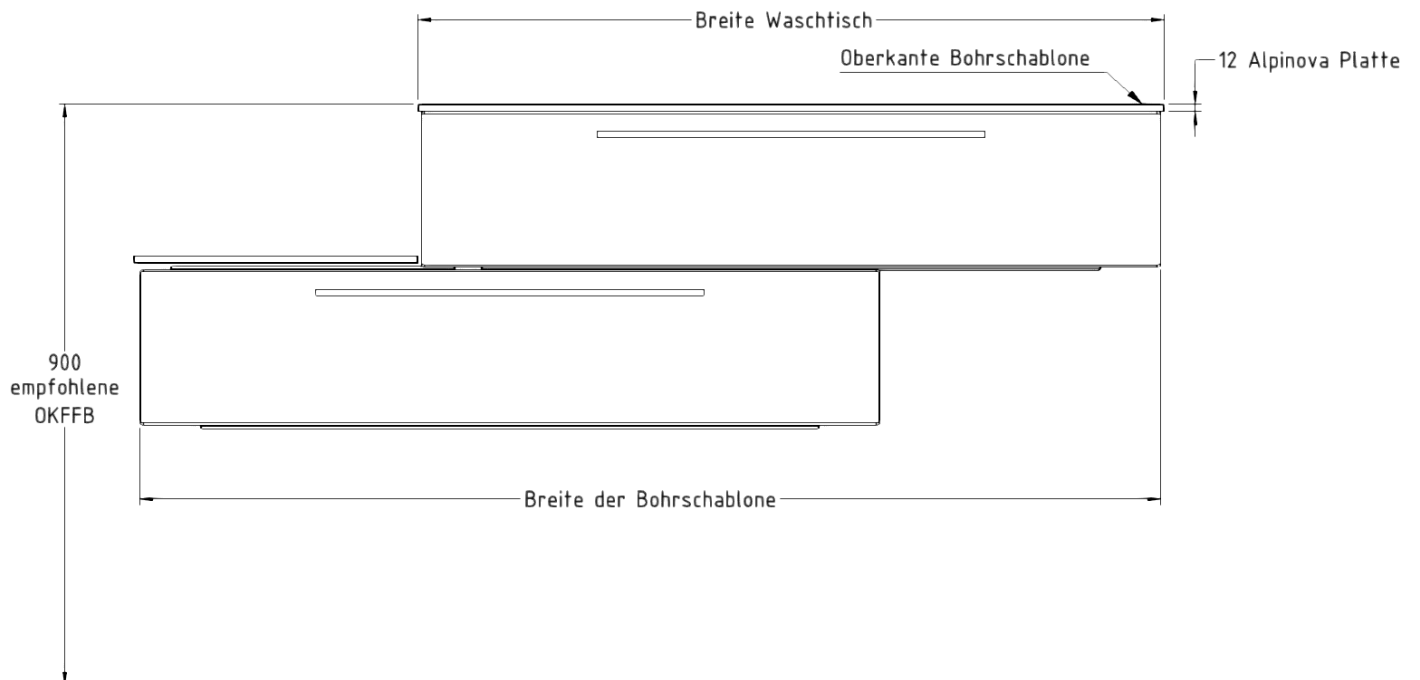 Breite Waschtisch
Oberkante Bohrschablone
12 Alpinova Platte
900
empfohlene
OKFFB
Breite der Bohrschablone